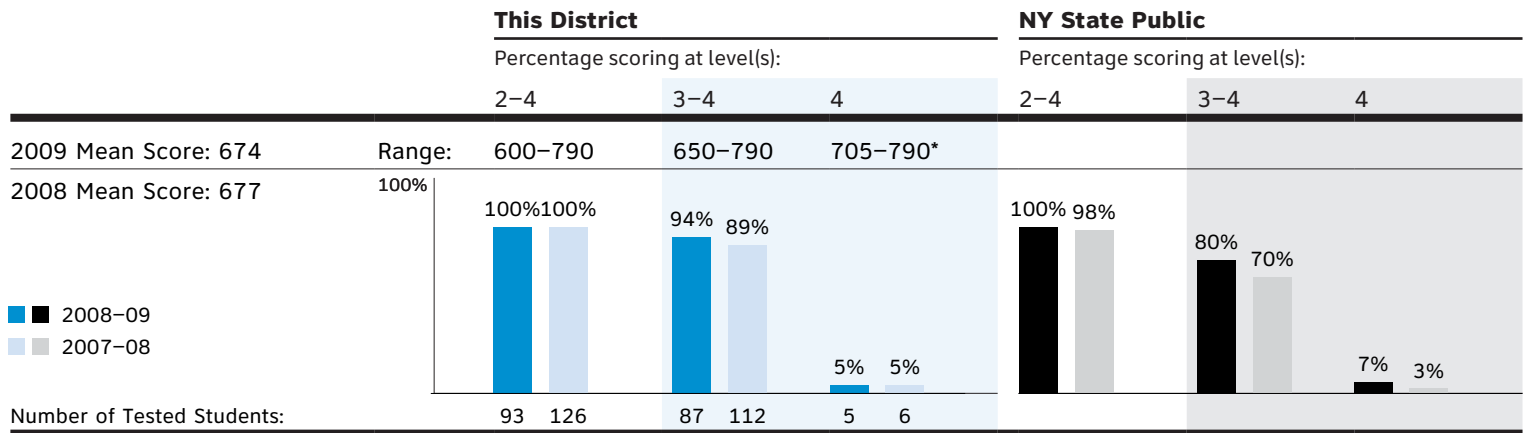 This District NY State Public
Percentage scoring at level(s): Percentage scoring at level(s):
2–4 3–4 4 2–4 3–4 4
2009 Mean Score: 674 Range: 600–790 650–790 705–790*
2008 Mean Score: 677 100%
100% 100% 94% 89% 5% 5% 100% 98% 80% 70% 7% 3%
2008–09
2007–08
Number of Tested Students: 93 126 87 112 5 6